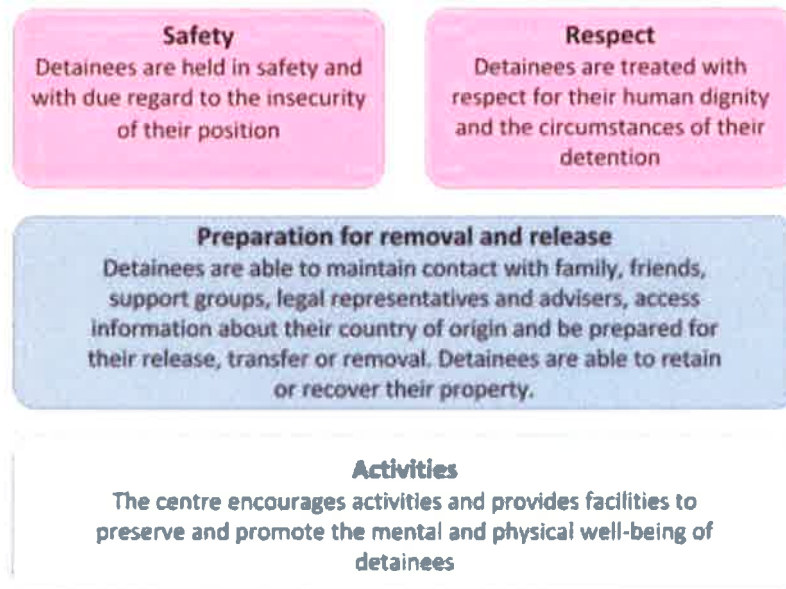 Safety
Detainees are held in safety and
with due regard to the insecurity
of their position
Respect
Detainees are treated with
respect for their human dignity
and the circumstances of their
detention
Preparation for removal and release
Detainees are able to maintain contact with family, friends,
support groups, legal representatives and advisers, access
information about their country of origin and be prepared for
their release, transfer or removal. Detainees are able to retain
or recover their property.
Activities
The centre encourages activities and provides facilities to
preserve and promote the mental and physical well-being of
detainees